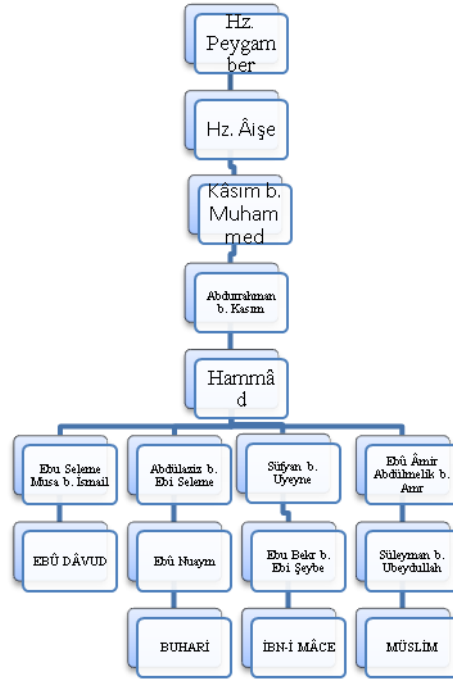 Hz.
Peygam
ber
Hz. Âişe
Kâsım b.
Muham
med
Abdurrahman
b. Kasım
Hammâ
d
Ebu Seleme
Musa b. İsmail
Abdülaziz b.
Ebi Seleme
Süfyan b.
Uyeyne
Ebû Âmir
Abdülmelik b.
Amr
EBÛ DÂVUD
Ebû Nuaym
Ebu Bekr b.
Ebi Şeybe
Süleyman b.
Ubeydullah
BUHARİ
İBN-İ MÂCE
MÜSLİM